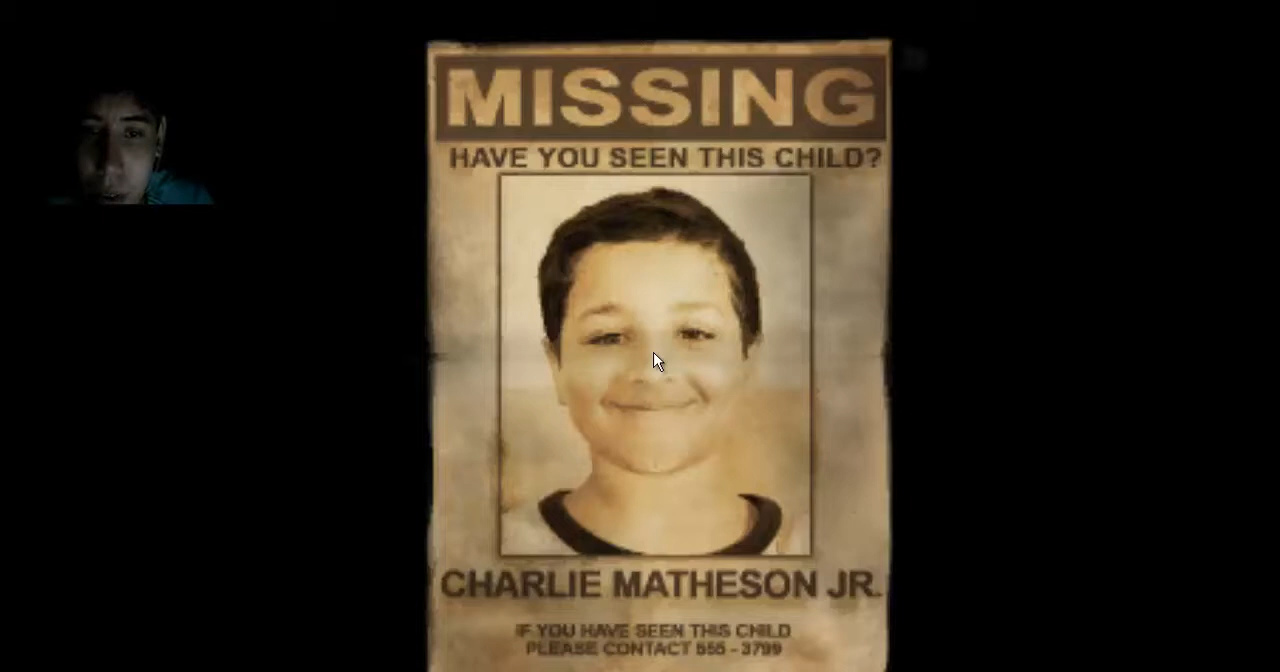 MISSING
HAVE YOU SEEN THIS CHILD?
CHARLIE MATHESON JR.
IF YOU HAVE SEEN THIS CHILD
PLEASE CONTACT 555 - 3799